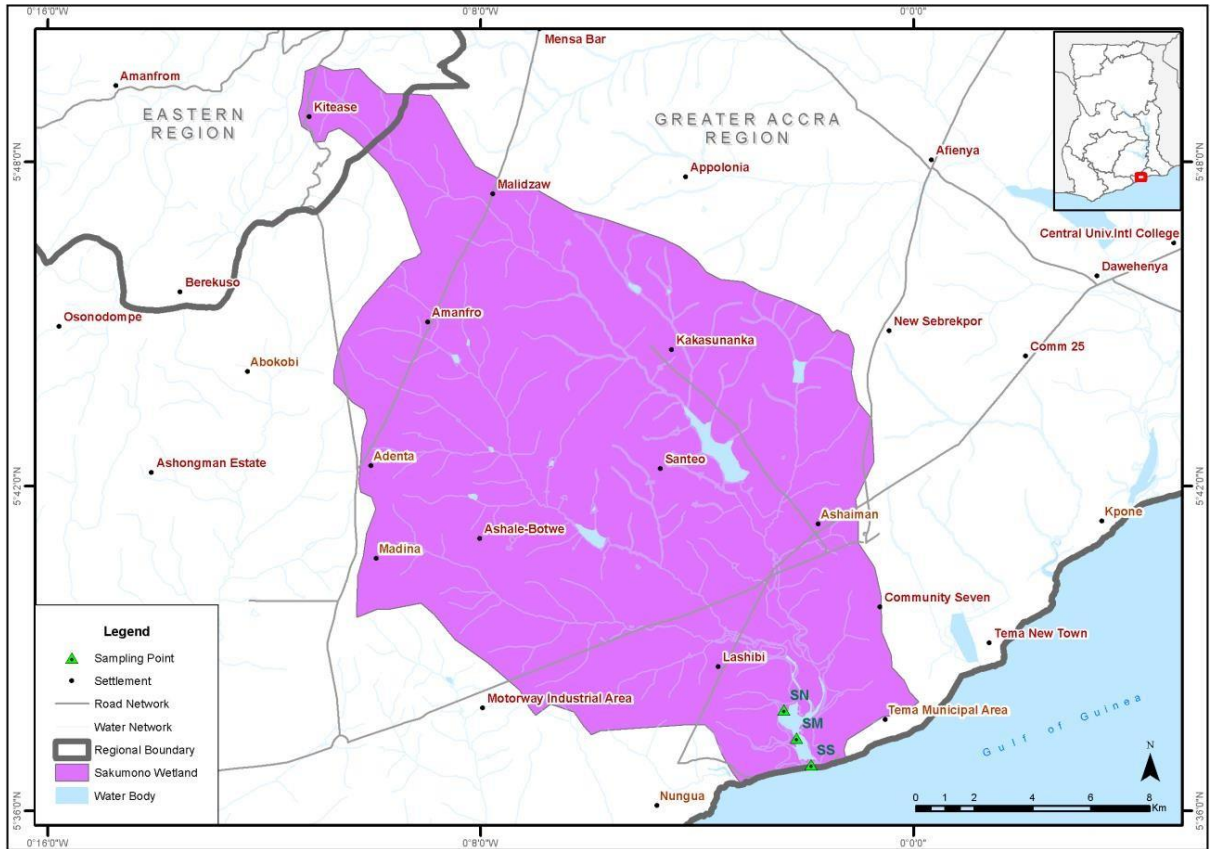 0°16'0"W
0°8'0"W
0°0'0"
Mensa Bar
Amanfrom
EASTERN
REGION
Kitease
GREATER ACCRA
REGION
5°48'0"N
5°48'0"N
Afienya
Appolonia
Malidzaw
Central Univ.Intl College
Dawehenya
Berekuso
Osonodompe
Amanfro
New Sebrekpor
Kakasunanka
Comm 25
Abokobi
Adenta
Santeo
Ashongman Estate
5°42'0"N
5°42'0"N
Ashaiman
Kpone
Ashale-Botwe
Madina
Community Seven
Tema New Town
Legend
Sampling Point
Settlement
Road Network
Water Network
Regional Boundary
Sakumono Wetland
Water Body
Lashibi
Motorway Industrial Area
SN
SM
SS
Tema Municipal Area
Gulf of Guinea
N
Nungua
0 2 4 6 8
Km
5°36'0"N
5°36'0"N
0°16'0"W
0°8'0"W
0°0'0"